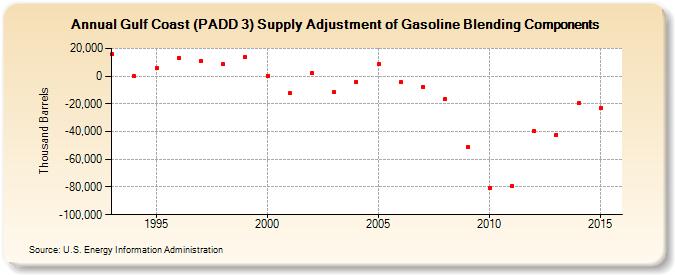 Annual Gulf Coast (PADD 3) Supply Adjustment of Gasoline Blending Components
Thousand Barrels
20,000
0
-20,000
-40,000
-60,000
-80,000
-100,000
1995 2000 2005 2010 2015
Source: U.S. Energy Information Administration